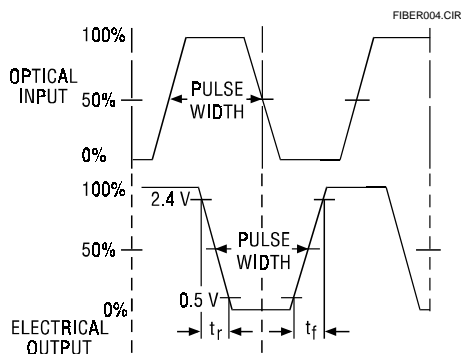 FIBER004.CIR
100%
OPTICAL
INPUT
50%
PULSE
WIDTH
0%
100%
2.4 V
50%
PULSE
WIDTH
0.5 V
0%
ELECTRICAL
OUTPUT
tr
tf